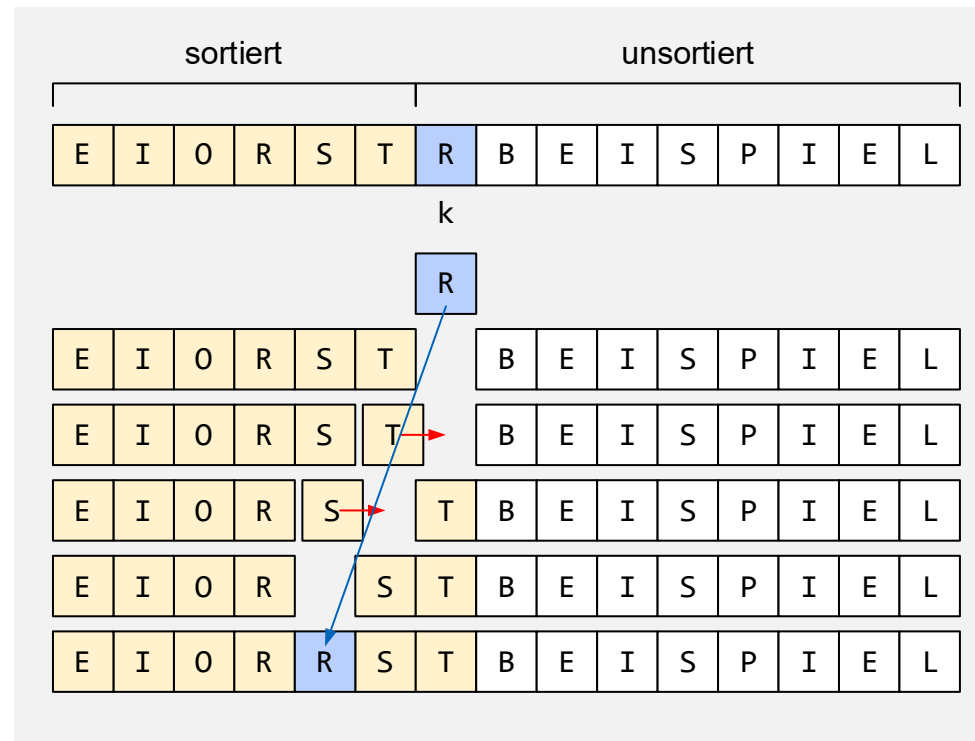 sortiert unsortiert
E I O R S T R B E I S P I E L
k
R
E I O R S T B E I S P I E L
E I O R S T B E I S P I E L
E I O R S T B E I S P I E L
E I O R S T B E I S P I E L
E I O R R S T B E I S P I E L